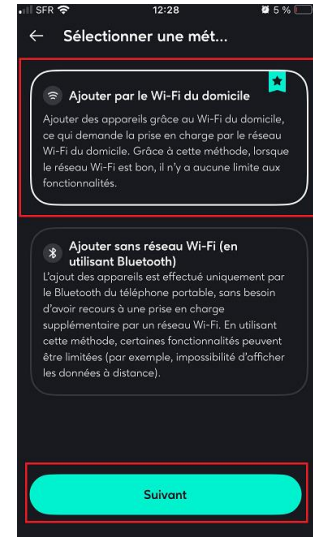 SFR 12:28 5 %
← Sélectionner une mét...
Ajouter par le Wi-Fi du domicile
Ajouter des appareils grâce au Wi-Fi du domicile,
ce qui demande la prise en charge par le réseau
Wi-Fi du domicile. Grâce à cette méthode, lorsque
le réseau Wi-Fi est bon, il n'y a aucune limite aux
fonctionnalités.
Ajouter sans réseau Wi-Fi (en
utilisant Bluetooth)
L'ajout des appareils est effectué uniquement par
le Bluetooth du téléphone portable, sans besoin
d'avoir recours à une prise en charge
supplémentaire par un réseau Wi-Fi. En utilisant
cette méthode, certaines fonctionnalités peuvent
être limitées (par exemple, impossibilité d'afficher
les données à distance).
Suivant